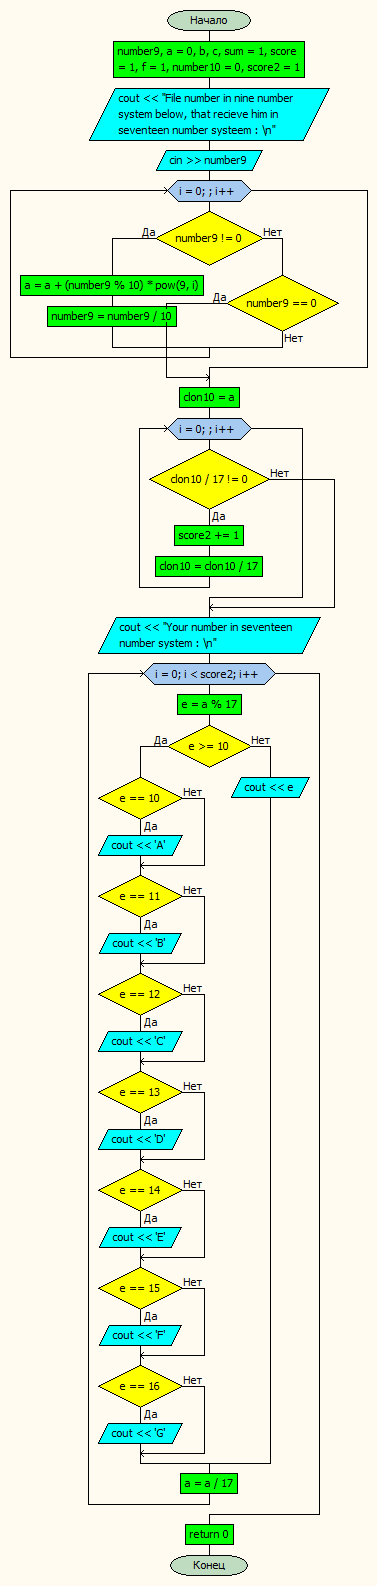 Начало
number9, a = 0, b, c, sum = 1, score
= 1, f = 1, number10 = 0, score2 = 1
cout << "File number in nine number
system below, that recieve him in
seventeen number systeem : \n"
cin >> number9
i = 0; ; i++
Да
Нет
number9 != 0
a = a + (number9 % 10) * pow(9, i)
Да
number9 == 0
number9 = number9 / 10
Нет
clon10 = a
i = 0; ; i++
clon10 / 17 != 0
Нет
Да
score2 += 1
clon10 = clon10 / 17
cout << "Your number in seventeen
number system : \n"
i = 0; i < score2; i++
e = a % 17
Да
Нет
e >= 10
cout << e
e == 10
Нет
Да
cout << 'A'
e == 11
Нет
Да
cout << 'B'
e == 12
Нет
Да
cout << 'C'
e == 13
Нет
Да
cout << 'D'
e == 14
Нет
Да
cout << 'E'
e == 15
Нет
Да
cout << 'F'
e == 16
Нет
Да
cout << 'G'
a = a / 17
return 0
Конец